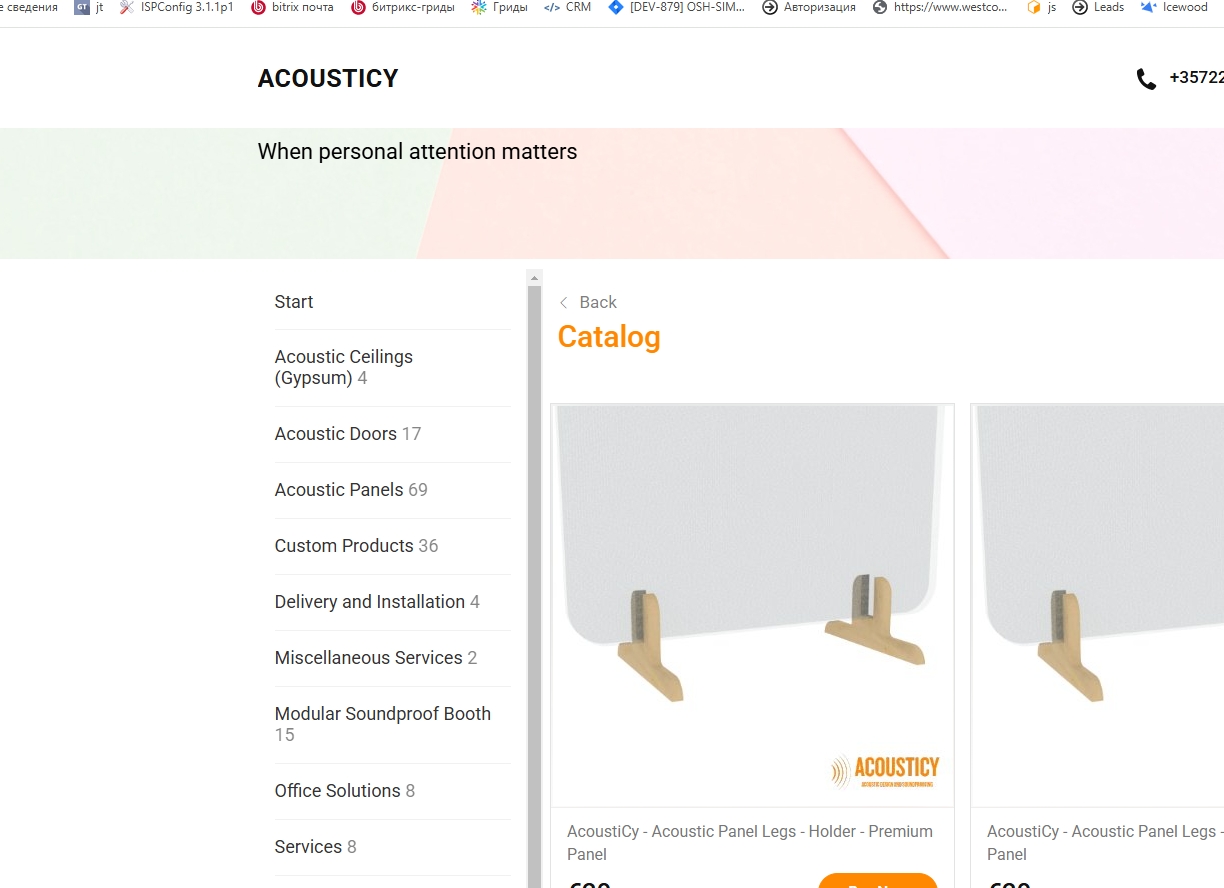 е сведения jt ISPConfig 3.1.1p1 bitrix почта битрикс-гриды Гриды CRM [DEV-879] OSH-SIM... Авторизация https://www.westco... js Leads Icewood
ACOUSTICY
+35722
When personal attention matters
Start
Acoustic Ceilings
(Gypsum) 4
Acoustic Doors 17
Acoustic Panels 69
Custom Products 36
Delivery and Installation 4
Miscellaneous Services 2
Modular Soundproof Booth
15
Office Solutions 8
Services 8
Back
Catalog
ACOUSTICY
AcoustiCy - Acoustic Panel Legs - Holder - Premium
Panel
AcoustiCy - Acoustic Panel Legs -
Panel